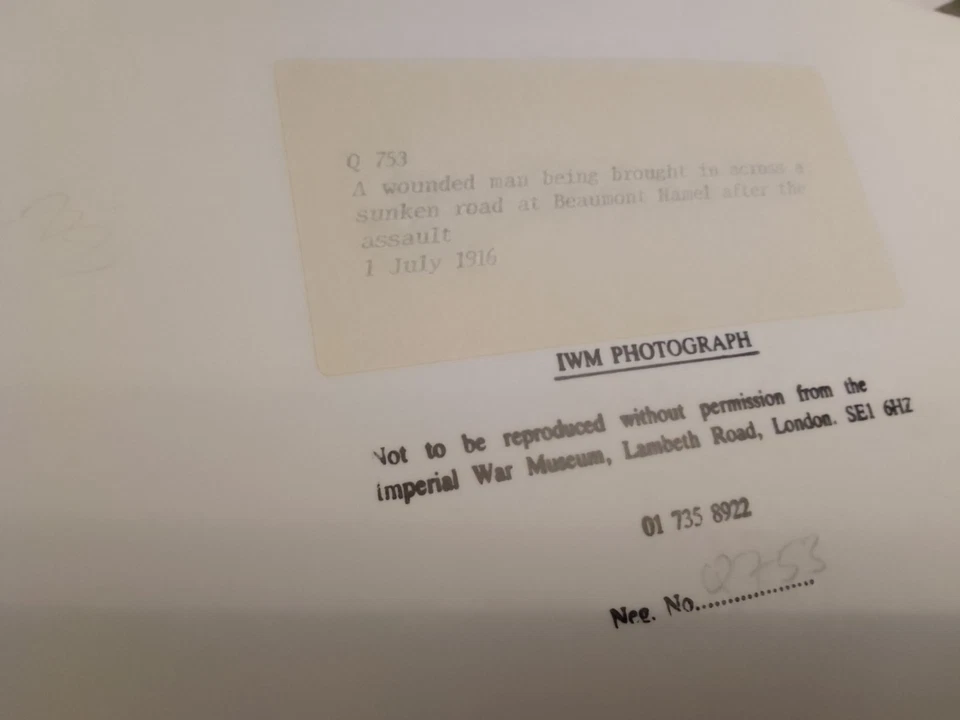 Q 753
A wounded man being brought in across a
sunken road at Beaumont Hamel after the
assault
1 July 1916
IWM PHOTOGRAPH
Not to be reproduced without permission from the
Imperial War Museum, Lambeth Road, London. SE1 6HZ
01 735 8922
Neg. No.................. Q753